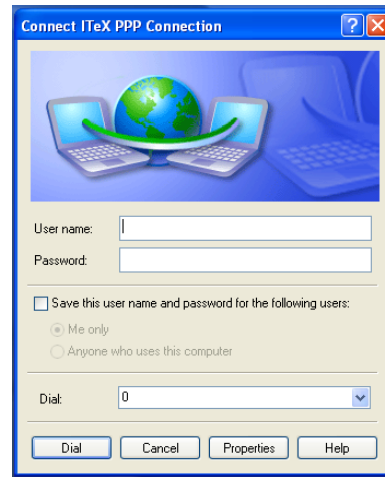 Connect ITeX PPP Connection
User name:
Password:
Save this user name and password for the following users:
Me only
Anyone who uses this computer
Dial: 0
Dial Cancel Properties Help